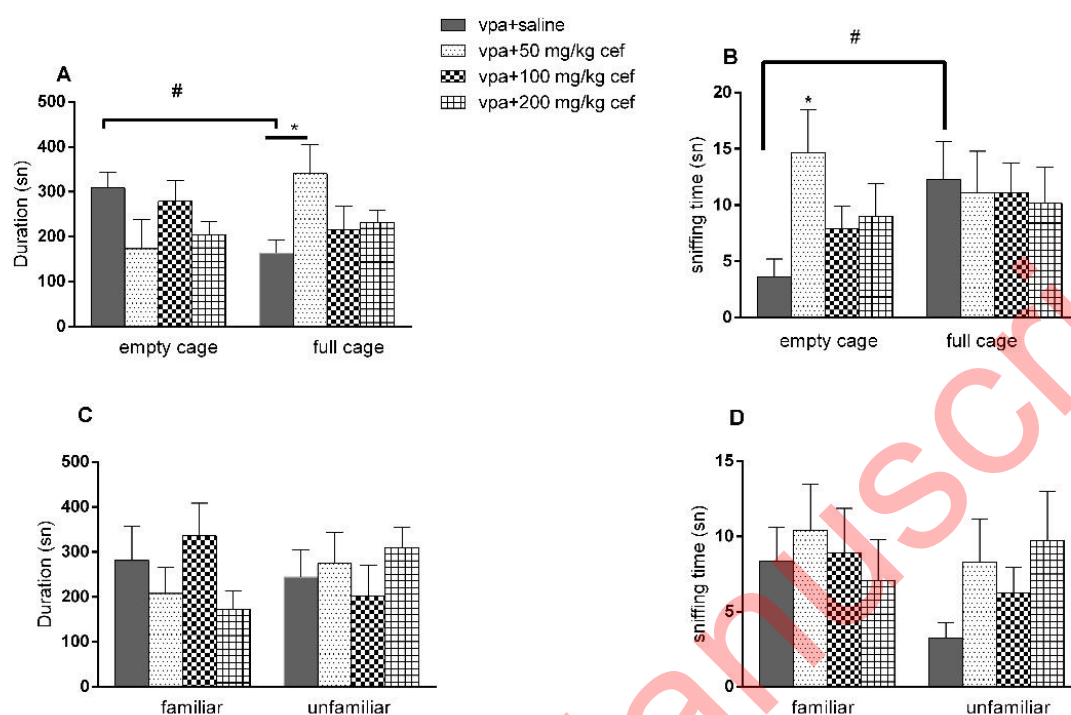 vpa+saline
vpa+50 mg/kg cef
vpa+100 mg/kg cef
vpa+200 mg/kg cef
A
#
*
500
400
300
200
100
0
Duration (sn)
empty cage full cage
B
#
*
20
15
10
5
0
sniffing time (sn)
empty cage full cage
C
500
400
300
200
100
0
Duration (sn)
familiar unfamiliar
D
15
10
5
0
sniffing time (sn)
familiar unfamiliar
anuscri